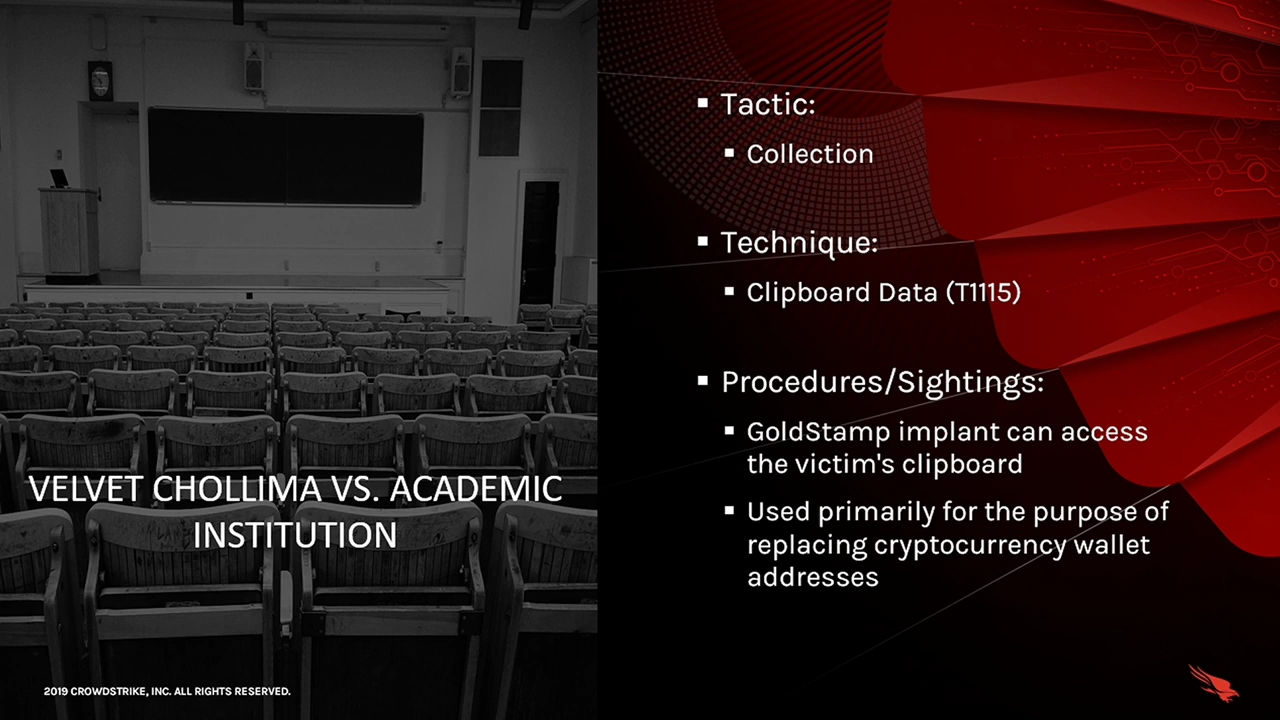 VELVET CHOLLIMA VS. ACADEMIC
INSTITUTION
2019 CROWDSTRIKE, INC. ALL RIGHTS RESERVED.
Tactic:
Collection
Technique:
Clipboard Data (T1115)
Procedures/Sightings:
GoldStamp implant can access
the victim's clipboard
Used primarily for the purpose of
replacing cryptocurrency wallet
addresses